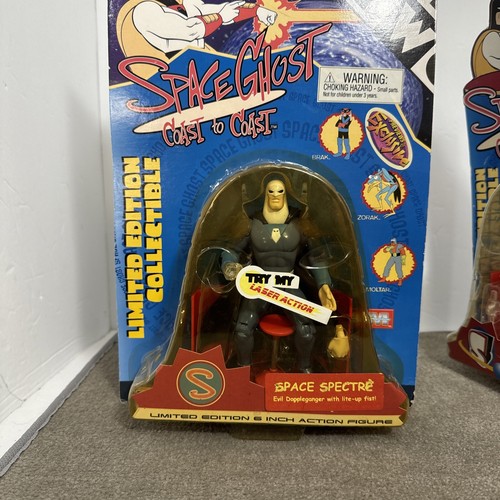 SPACE GHOST
COAST TO COAST™
WARNING:
CHOKING HAZARD - Small parts.
Not for children under 3 years.
EXCLUSIVE
BRAK
ZORAK
MOLTAR
LIMITED EDITION
COLLECTIBLE
TRY MY
LASER ACTION
S
SPACE SPECTRE
Evil Doppleganger with lite-up fist!
LIMITED EDITION 6 INCH ACTION FIGURE